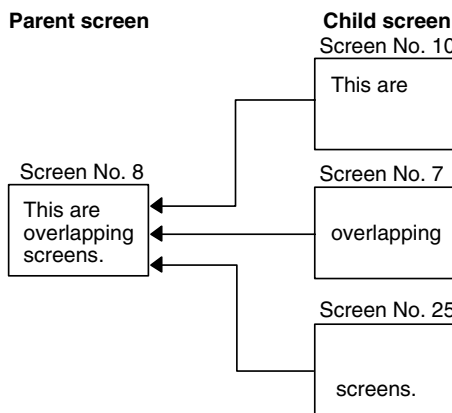 Parent screen
Child screen
Screen No. 10
This are
Screen No. 8
This are
overlapping
screens.
Screen No. 7
overlapping
Screen No. 25
screens.